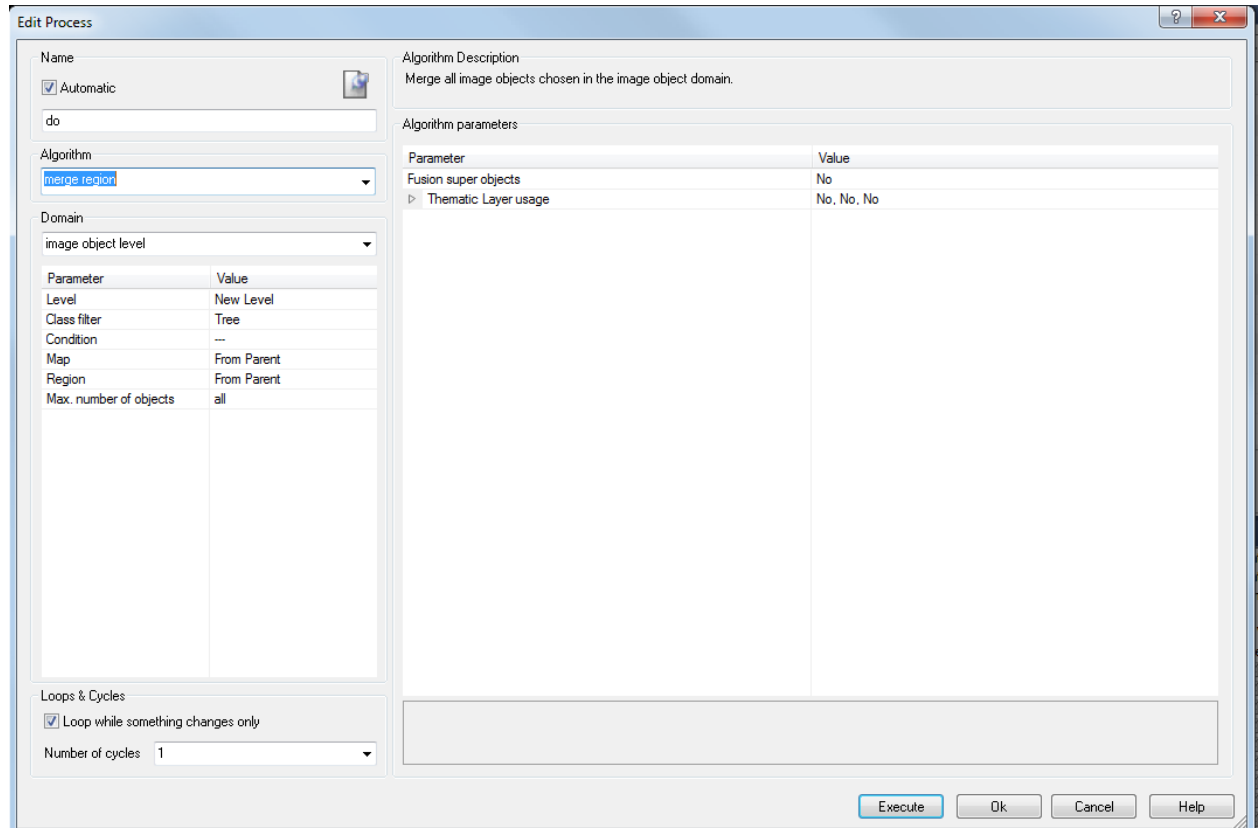 Edit Process
Name
Automatic
do
Algorithm
merge region
Domain
image object level
Parameter Value
Level New Level
Class filter Tree
Condition ---
Map From Parent
Region From Parent
Max. number of objects all
Loops & Cycles
Loop while something changes only
Number of cycles 1
Algorithm Description
Merge all image objects chosen in the image object domain.
Algorithm parameters
Parameter Value
Fusion super objects No
Thematic Layer usage No, No, No
Execute Ok Cancel Help